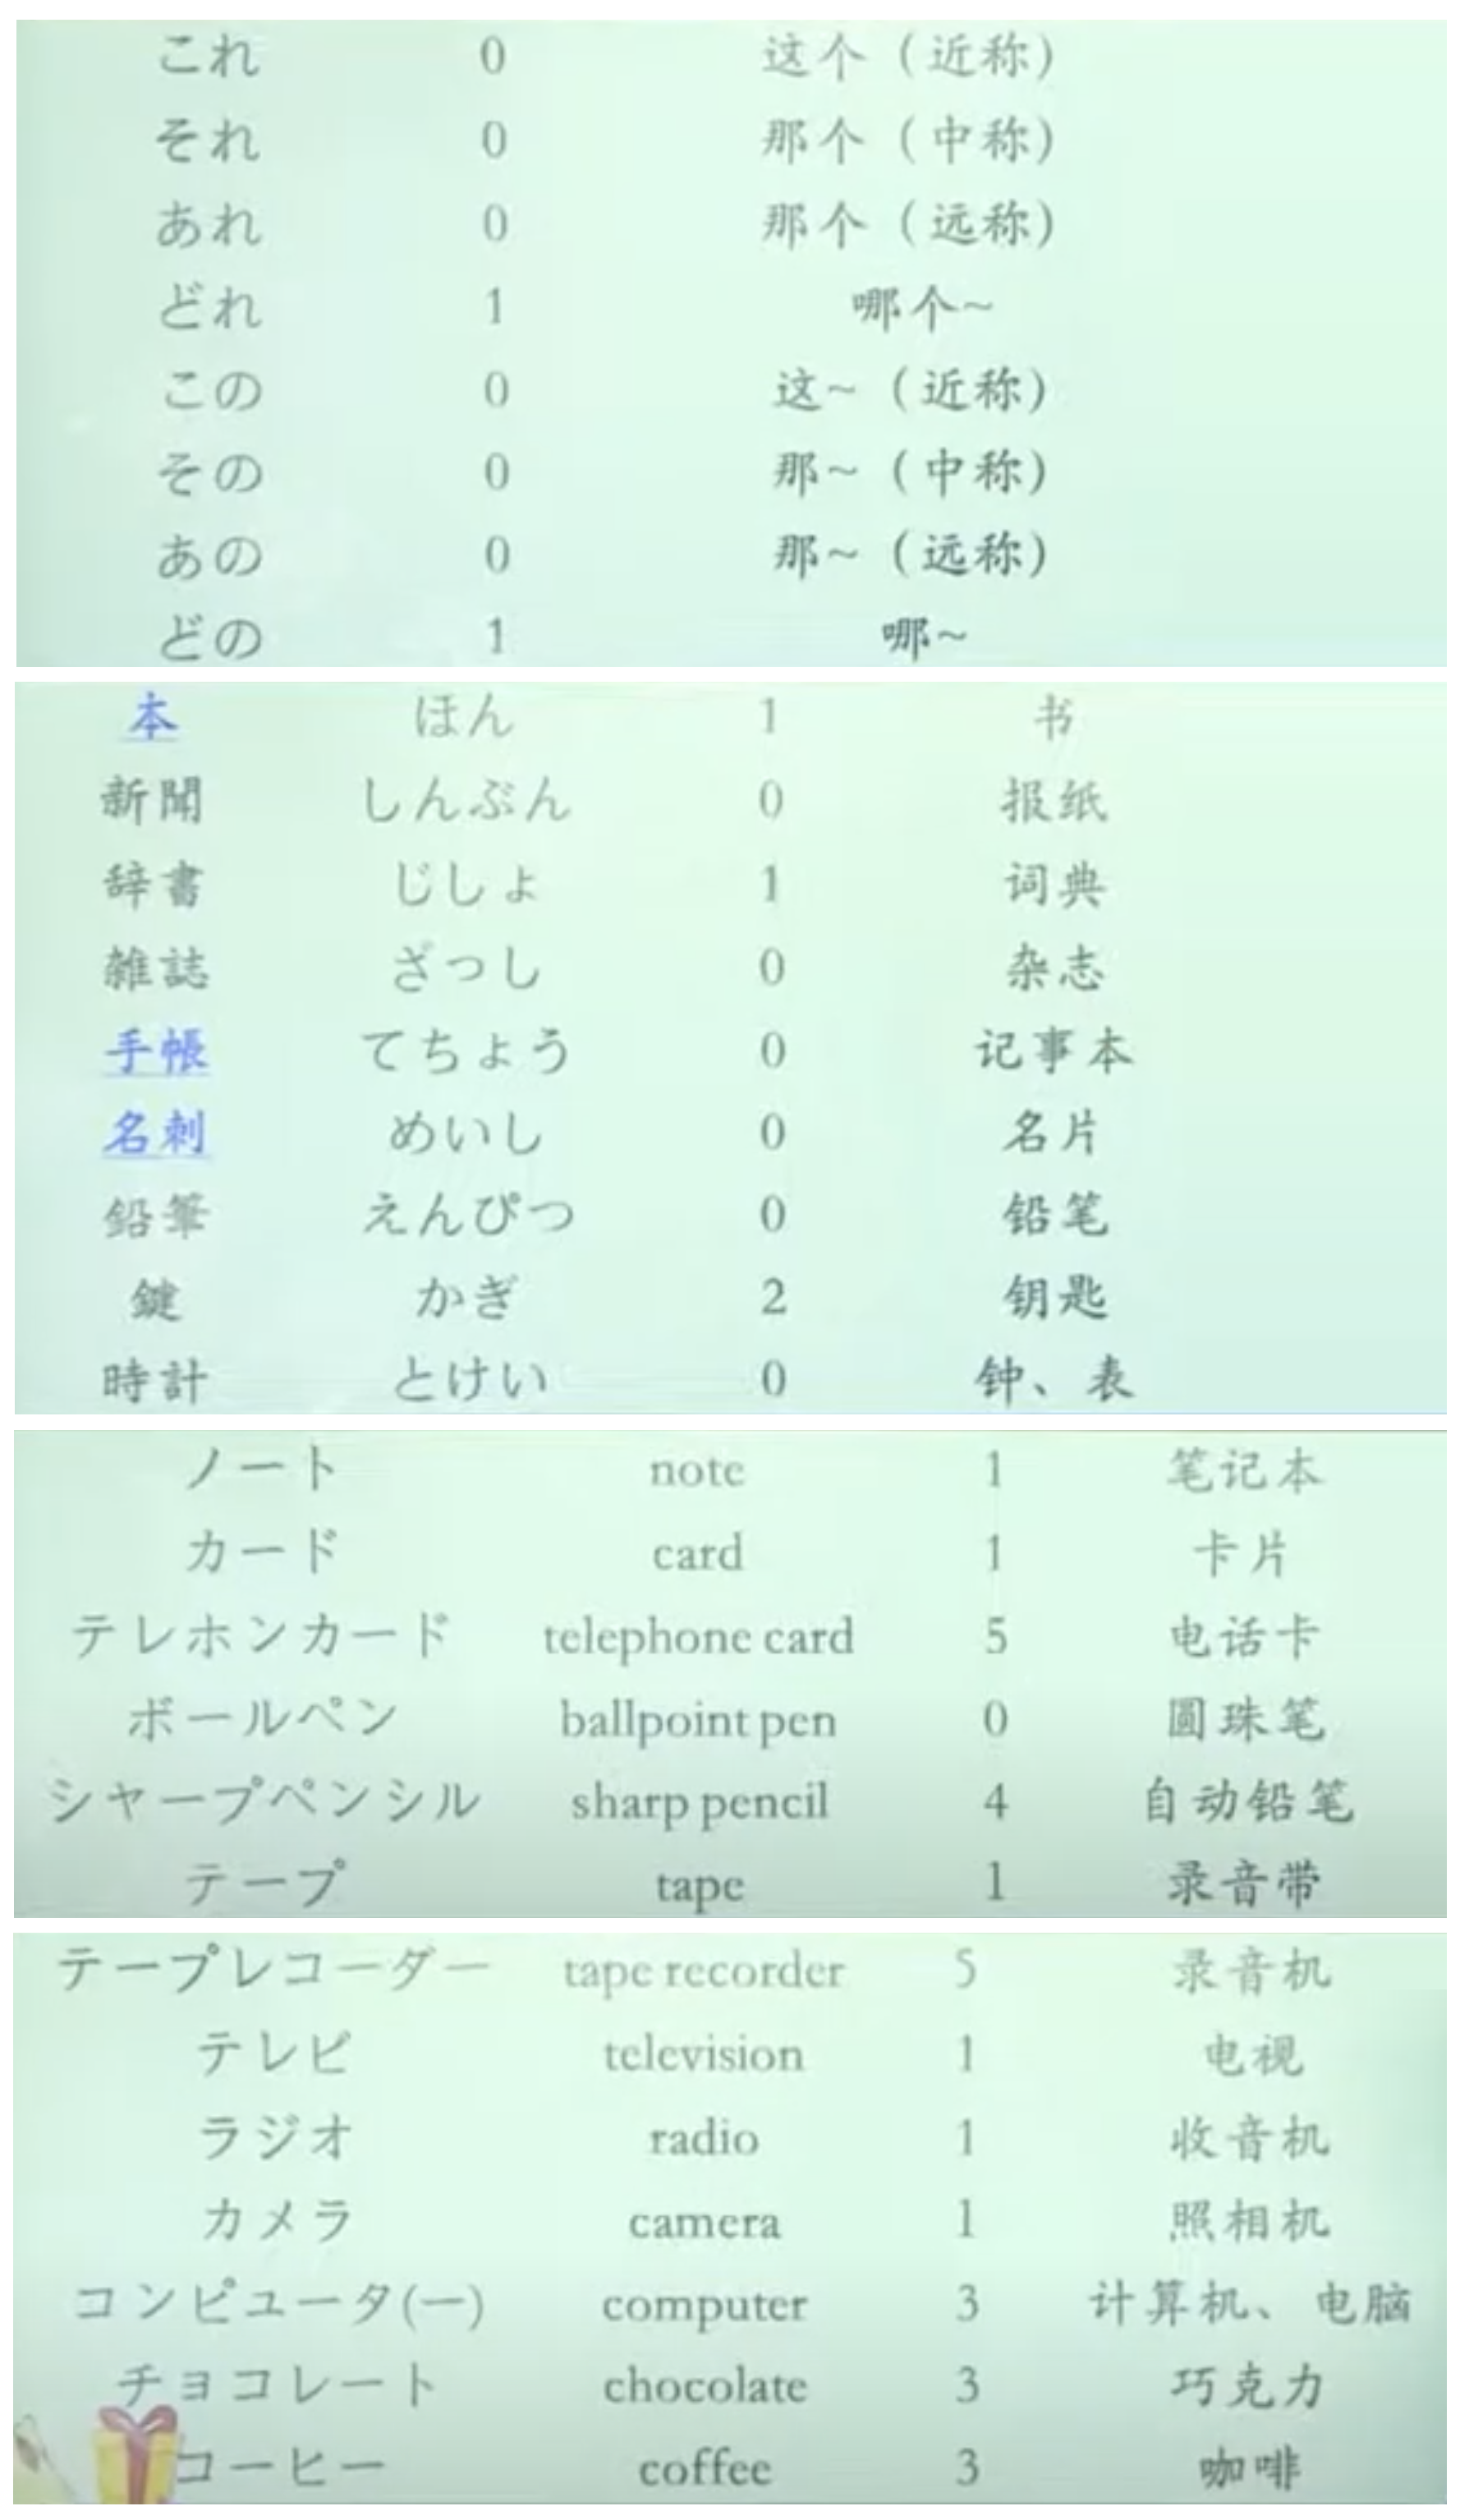 これ 0 这个（近称）
それ 0 那个（中称）
あれ 0 那个（远称）
どれ 1 哪个~
この 0 这~（近称）
その 0 那~（中称）
あの 0 那~（远称）
どの 1 哪~
本 ほん 1 书
新聞 しんぶん 0 报纸
辞書 じしょ 1 词典
雑誌 ざっし 0 杂志
手帳 てちょう 0 记事本
名刺 めいし 0 名片
鉛筆 えんぴつ 0 铅笔
鍵 かぎ 2 钥匙
時計 とけい 0 钟、表
ノート note 1 笔记本
カード card 1 卡片
テレホンカード telephone card 5 电话卡
ボールペン ballpoint pen 0 圆珠笔
シャープペンシル sharp pencil 4 自动铅笔
テープ tape 1 录音带
テープレコーダー tape recorder 5 录音机
テレビ television 1 电视
ラジオ radio 1 收音机
カメラ camera 1 照相机
コンピュータ(ー) computer 3 计算机、电脑
チョコレート chocolate 3 巧克力
コーヒー coffee 3 咖啡